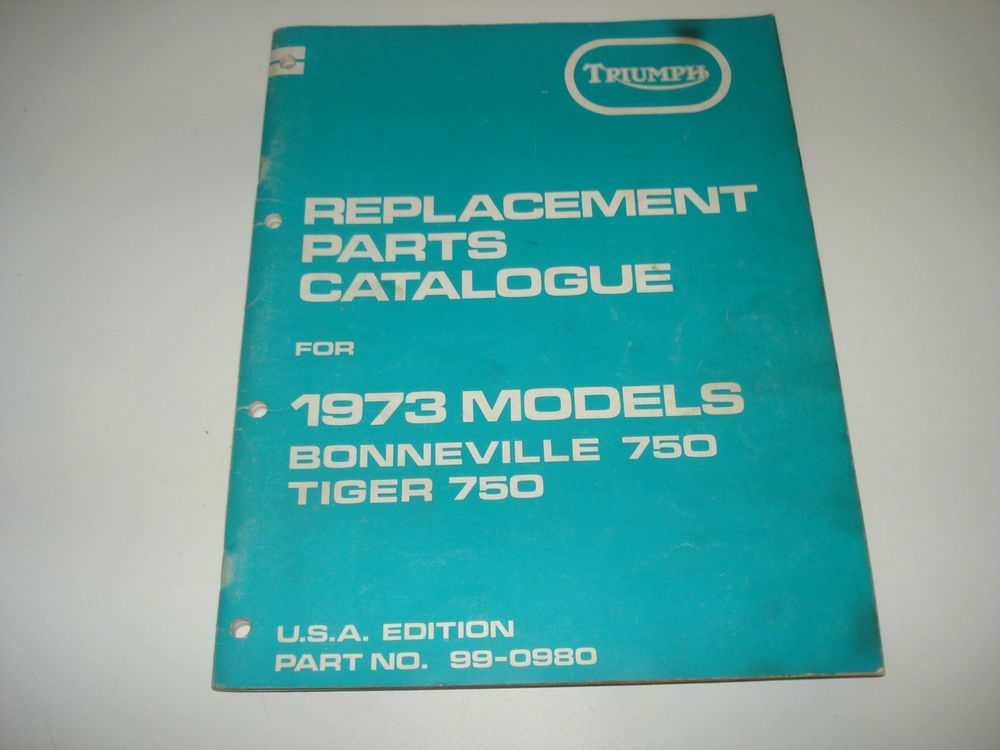 TRIUMPH
REPLACEMENT
PARTS
CATALOGUE
FOR
1973 MODELS
BONNEVILLE 750
TIGER 750
U.S.A. EDITION
PART NO. 99-0980